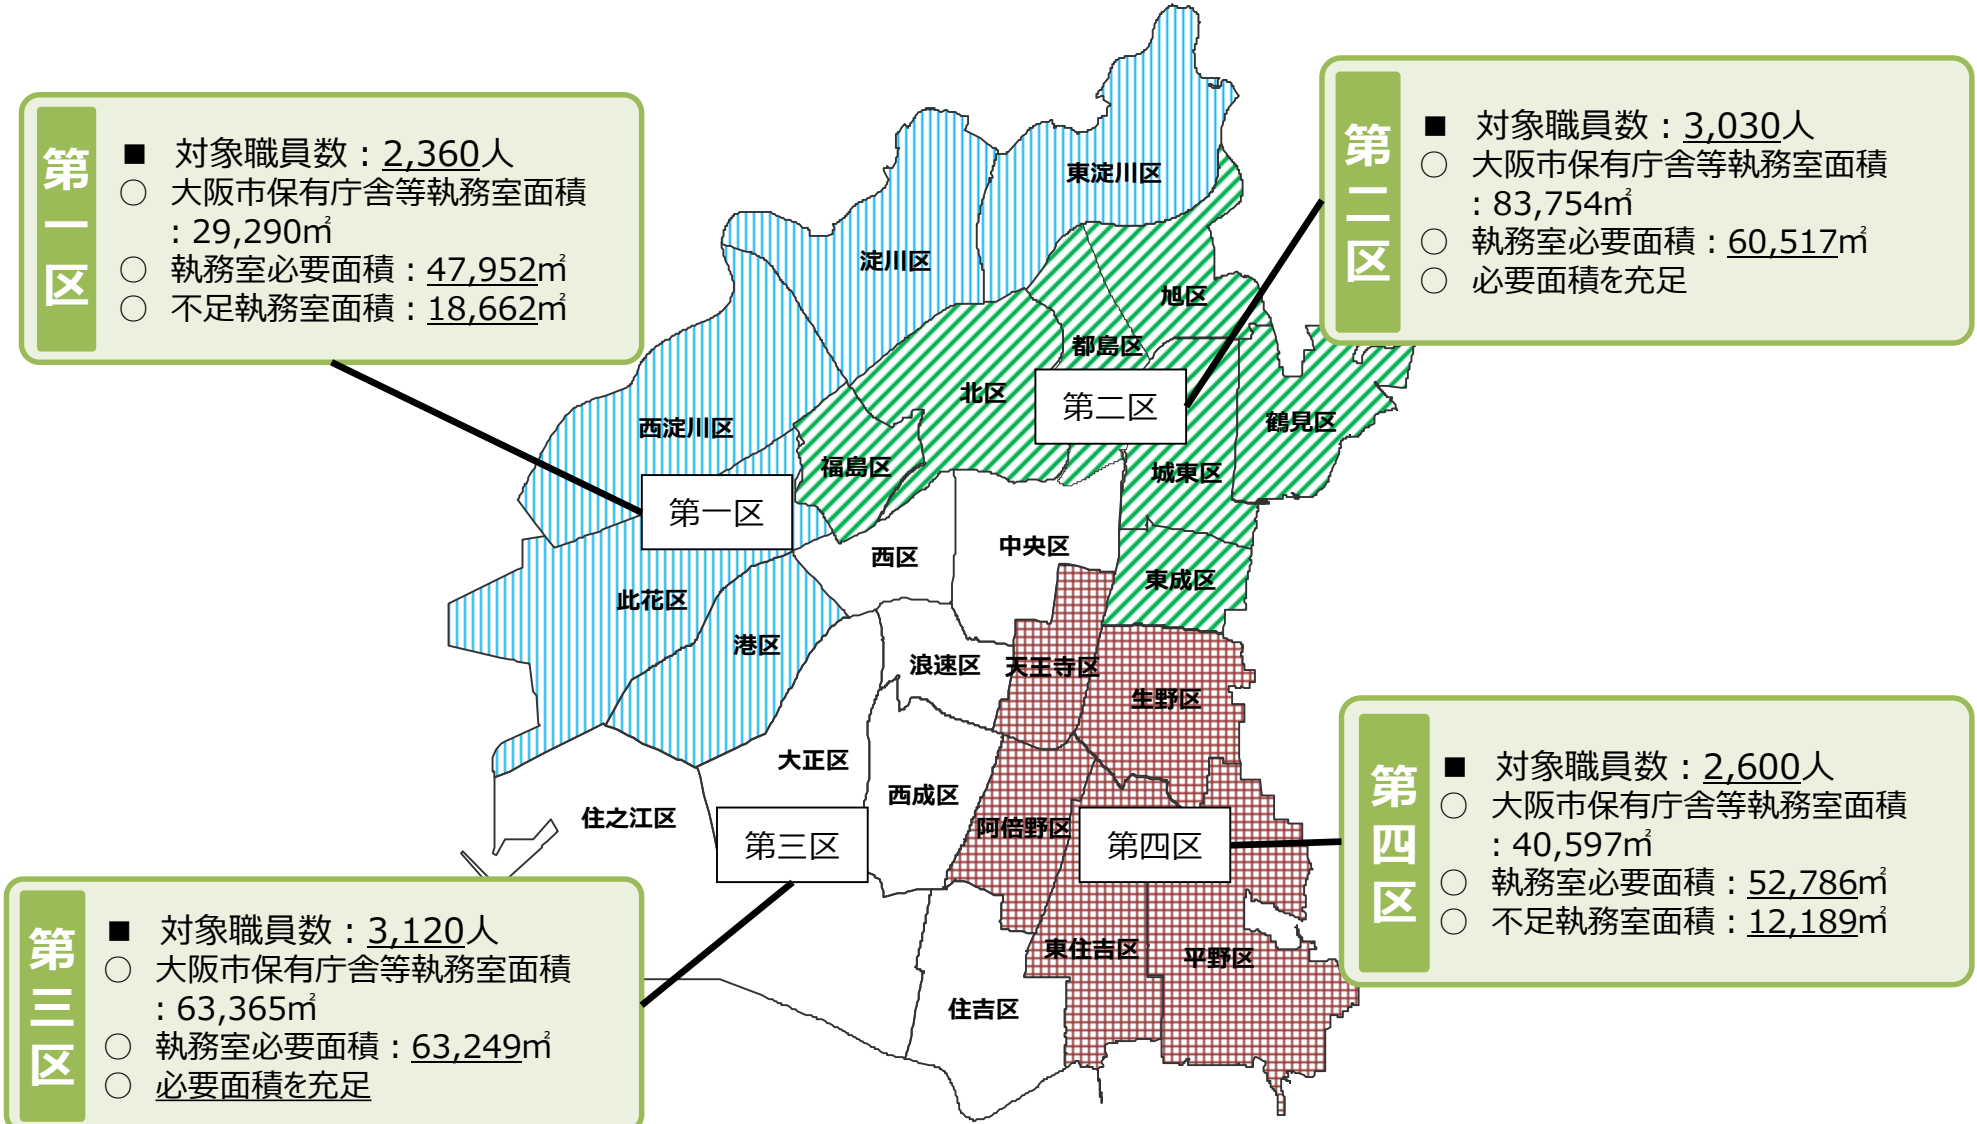 第一区
■ 対象職員数：2,360人
○ 大阪市保有庁舎等執務室面積
：29,290㎡
○ 執務室必要面積：47,952㎡
○ 不足執務室面積：18,662㎡
第二区
■ 対象職員数：3,030人
○ 大阪市保有庁舎等執務室面積
：83,754㎡
○ 執務室必要面積：60,517㎡
○ 必要面積を充足
東淀川区
淀川区
旭区
都島区
北区
第二区
鶴見区
西淀川区
福島区
城東区
第一区
西区
中央区
東成区
此花区
港区
浪速区
天王寺区
生野区
大正区
西成区
住之江区
阿倍野区
第三区
第四区
東住吉区
平野区
住吉区
第三区
■ 対象職員数：3,120人
○ 大阪市保有庁舎等執務室面積
：63,365㎡
○ 執務室必要面積：63,249㎡
○ 必要面積を充足
第四区
■ 対象職員数：2,600人
○ 大阪市保有庁舎等執務室面積
：40,597㎡
○ 執務室必要面積：52,786㎡
○ 不足執務室面積：12,189㎡